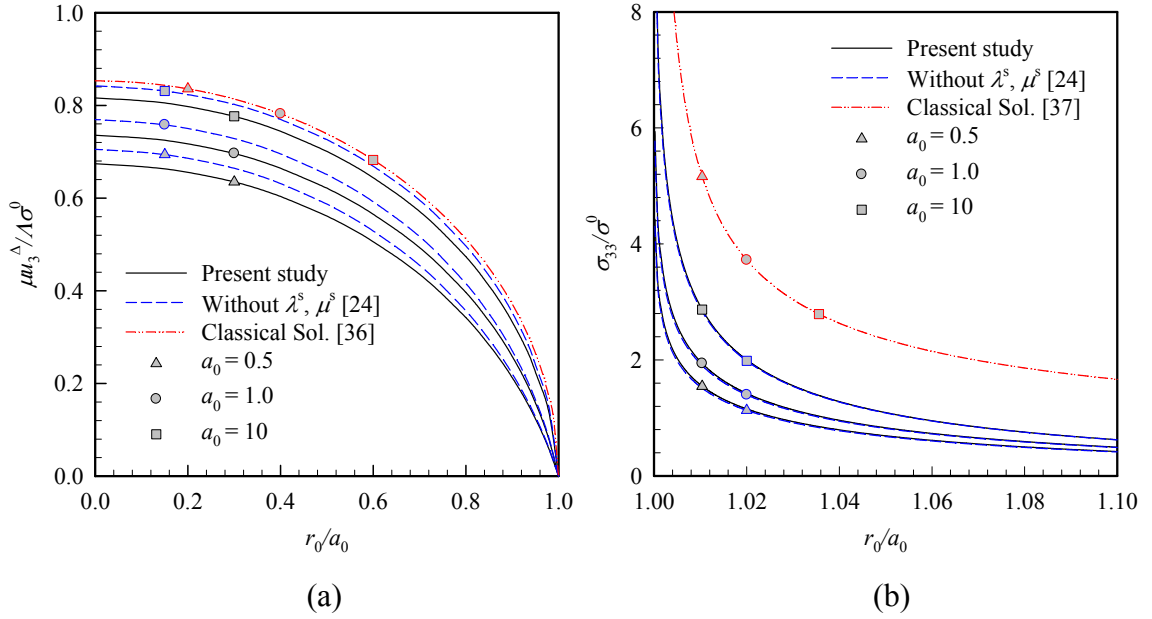 1.0
0.8
0.6
0.4
0.2
0.0
μu₃^Δ/Λσ⁰
Present study
Without λˢ, μˢ [24]
Classical Sol. [36]
a₀ = 0.5
a₀ = 1.0
a₀ = 10
0.0 0.2 0.4 0.6 0.8 1.0
r₀/a₀
(a)
8
6
4
2
0
σ₃₃/σ⁰
Present study
Without λˢ, μˢ [24]
Classical Sol. [37]
a₀ = 0.5
a₀ = 1.0
a₀ = 10
1.00 1.02 1.04 1.06 1.08 1.10
r₀/a₀
(b)